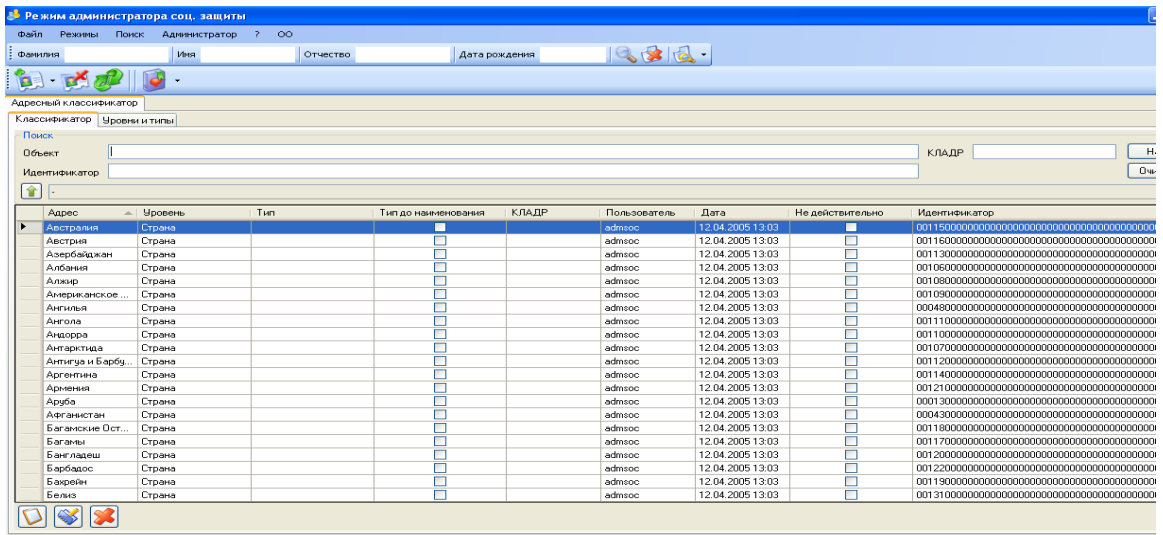 Режим администратора соц. защиты
Файл Режимы Поиск Администратор ? ОО
Фамилия Имя Отчество Дата рождения
Адресный классификатор
Классификатор Уровни и типы
Поиск
Объект КЛАДР
Идентификатор
Адрес Уровень Тип Тип до наименования КЛАДР Пользователь Дата Не действительно Идентификатор
Австралия Страна admsoc 12.04.2005 13:03
Австрия Страна admsoc 12.04.2005 13:03
Азербайджан Страна admsoc 12.04.2005 13:03
Албания Страна admsoc 12.04.2005 13:03
Алжир Страна admsoc 12.04.2005 13:03
Американское ... Страна admsoc 12.04.2005 13:03
Ангилья Страна admsoc 12.04.2005 13:03
Ангола Страна admsoc 12.04.2005 13:03
Андорра Страна admsoc 12.04.2005 13:03
Антарктида Страна admsoc 12.04.2005 13:03
Антигуа и Барбу... Страна admsoc 12.04.2005 13:03
Аргентина Страна admsoc 12.04.2005 13:03
Армения Страна admsoc 12.04.2005 13:03
Аруба Страна admsoc 12.04.2005 13:03
Афганистан Страна admsoc 12.04.2005 13:03
Багамские Ост... Страна admsoc 12.04.2005 13:03
Багамы Страна admsoc 12.04.2005 13:03
Бангладеш Страна admsoc 12.04.2005 13:03
Барбадос Страна admsoc 12.04.2005 13:03
Бахрейн Страна admsoc 12.04.2005 13:03
Белиз Страна admsoc 12.04.2005 13:03